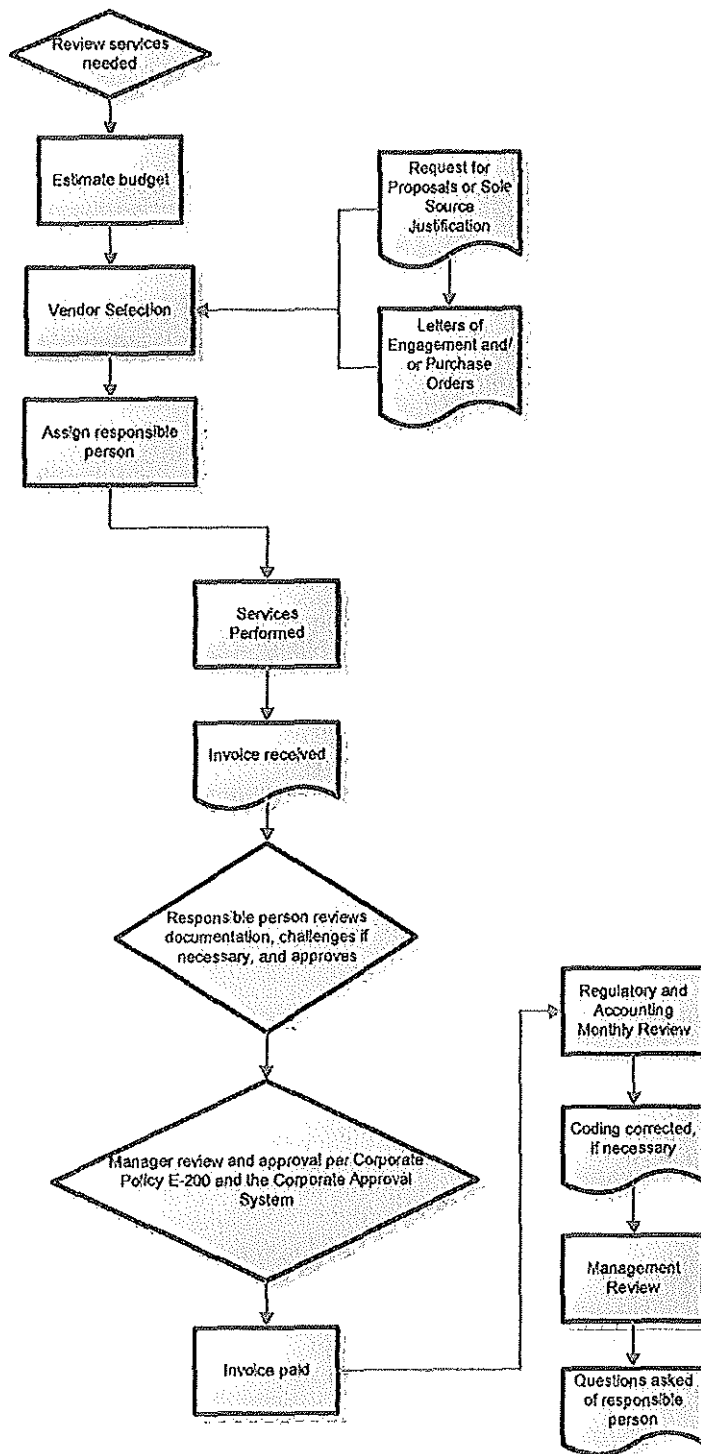 Review services
needed
Estimate budget
Request for
Proposals or Sole
Source
Justification
Vendor Selection
Letters of
Engagement and/
or Purchase
Orders
Assign responsible
person
Services
Performed
Invoice received
Responsible person reviews
documentation, challenges if
necessary, and approves
Regulatory and
Accounting
Monthly Review
Coding corrected,
if necessary
Manager review and approval per Corporate
Policy E-200 and the Corporate Approval
System
Management
Review
Invoice paid
Questions asked
of responsible
person